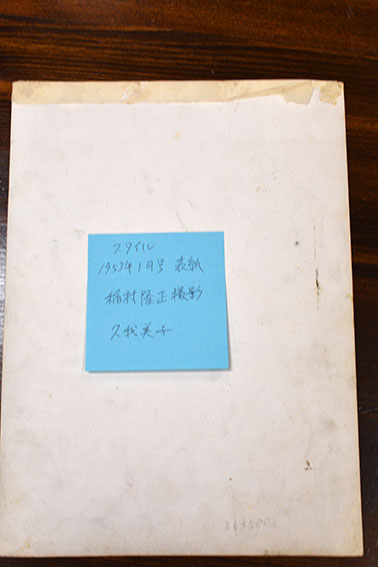 スタイル
1953年1月号 表紙
稲村隆正撮影
久我美子
363580